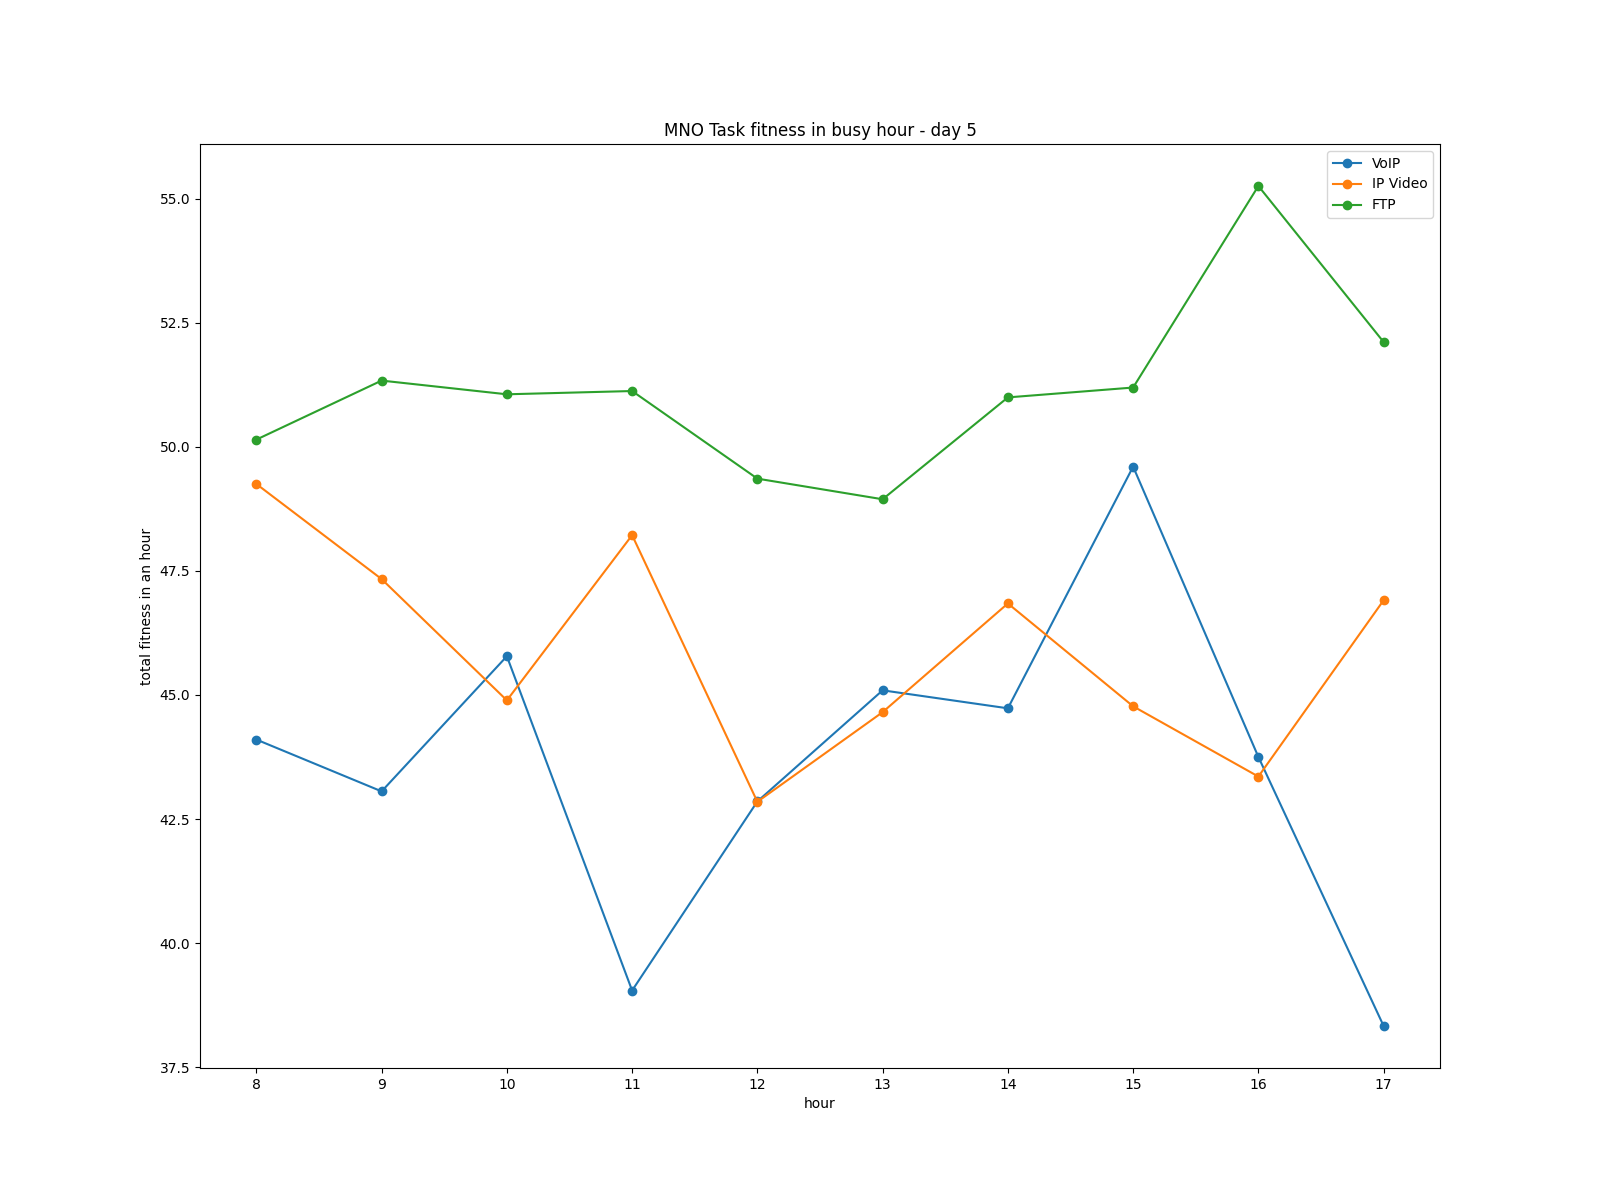 MNO Task fitness in busy hour - day 5
VoIP
IP Video
FTP
total fitness in an hour
55.0
52.5
50.0
47.5
45.0
42.5
40.0
37.5
8 9 10 11 12 13 14 15 16 17
hour